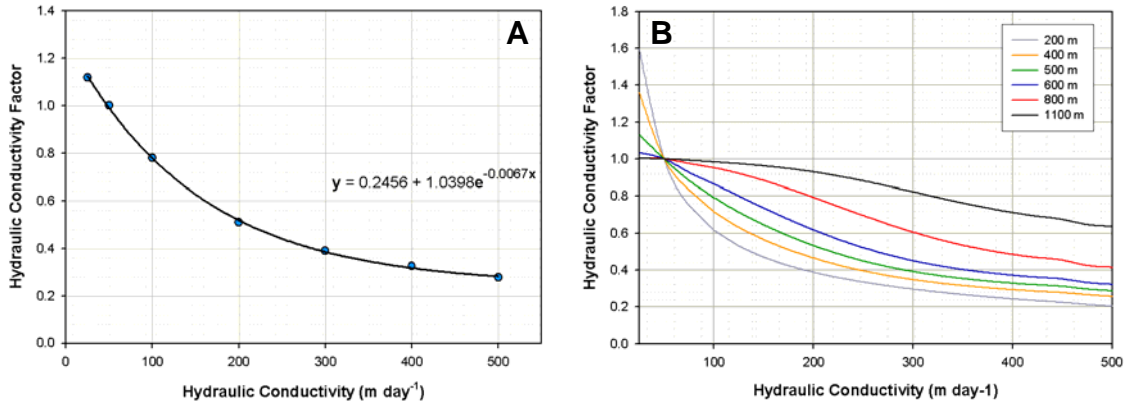 A
Hydraulic Conductivity Factor
1.4
1.2
1.0
0.8
0.6
0.4
0.2
0.0
y = 0.2456 + 1.0398e^-0.0067x
0
100
200
300
400
500
Hydraulic Conductivity (m day^-1)
B
Hydraulic Conductivity Factor
1.8
1.6
1.4
1.2
1.0
0.8
0.6
0.4
0.2
0.0
200 m
400 m
500 m
600 m
800 m
1100 m
100
200
300
400
500
Hydraulic Conductivity (m day-1)